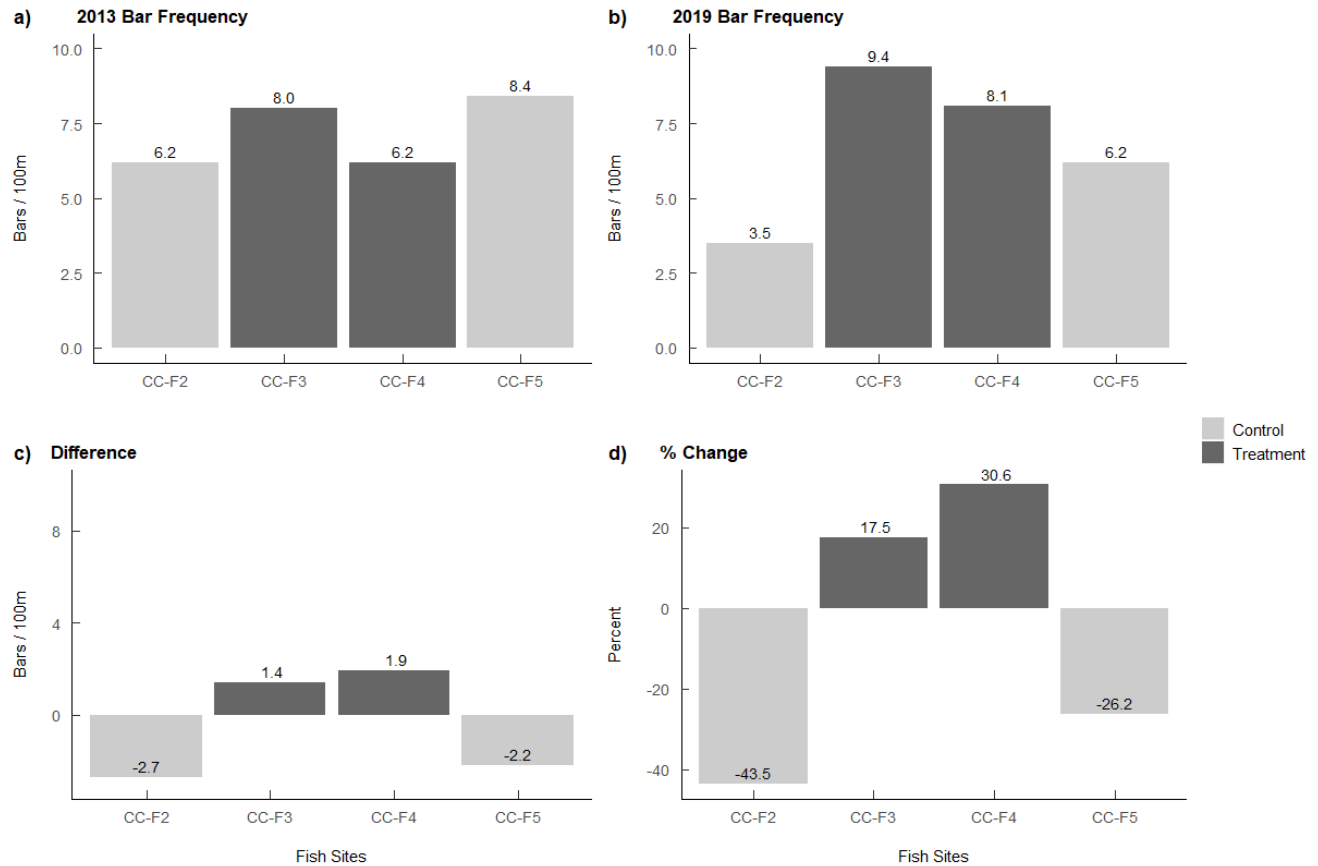 a) 2013 Bar Frequency
10.0
7.5
5.0
2.5
0.0
Bars / 100m
6.2
8.0
6.2
8.4
CC-F2 CC-F3 CC-F4 CC-F5
b) 2019 Bar Frequency
10.0
7.5
5.0
2.5
0.0
Bars / 100m
3.5
9.4
8.1
6.2
CC-F2 CC-F3 CC-F4 CC-F5
c) Difference
8
4
0
Bars / 100m
-2.7
1.4
1.9
-2.2
CC-F2 CC-F3 CC-F4 CC-F5
Fish Sites
d) % Change
20
0
-20
-40
Percent
-43.5
17.5
30.6
-26.2
CC-F2 CC-F3 CC-F4 CC-F5
Fish Sites
Control
Treatment